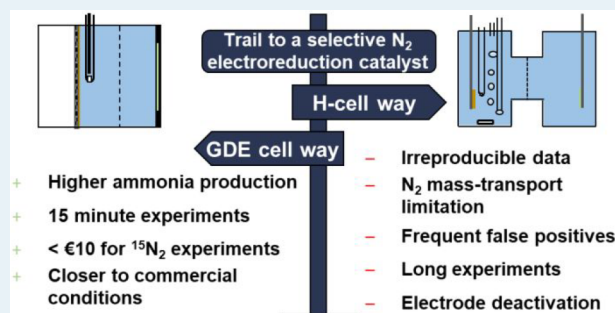 Trail to a selective N₂
electroreduction catalyst
H-cell way
GDE cell way
+ Higher ammonia production
+ 15 minute experiments
+ < €10 for ¹⁵N₂ experiments
+ Closer to commercial
conditions
− Irreproducible data
− N₂ mass-transport
limitation
− Frequent false positives
− Long experiments
− Electrode deactivation